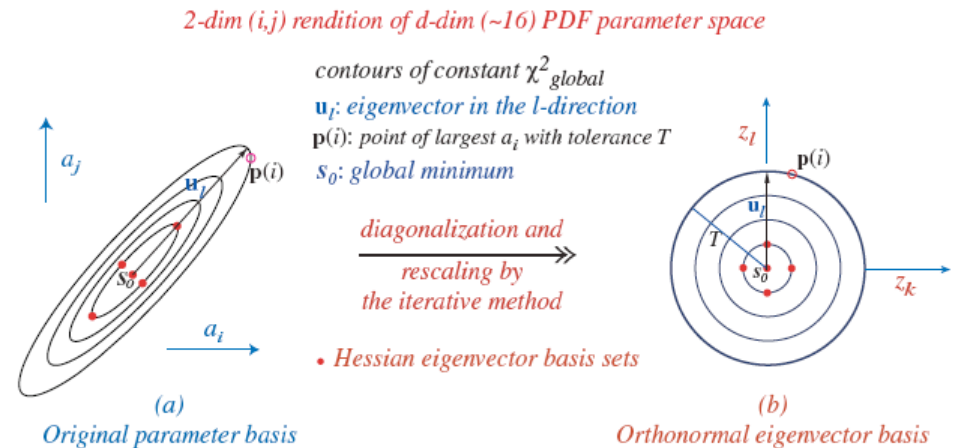 2-dim (i,j) rendition of d-dim (~16) PDF parameter space
contours of constant χ²global
uₗ: eigenvector in the l-direction
p(i): point of largest aᵢ with tolerance T
s₀: global minimum
aⱼ
p(i)
uₗ
s₀
aᵢ
diagonalization and
rescaling by
the iterative method
• Hessian eigenvector basis sets
zₗ
p(i)
uₗ
T
s₀
zₖ
(a)
Original parameter basis
(b)
Orthonormal eigenvector basis